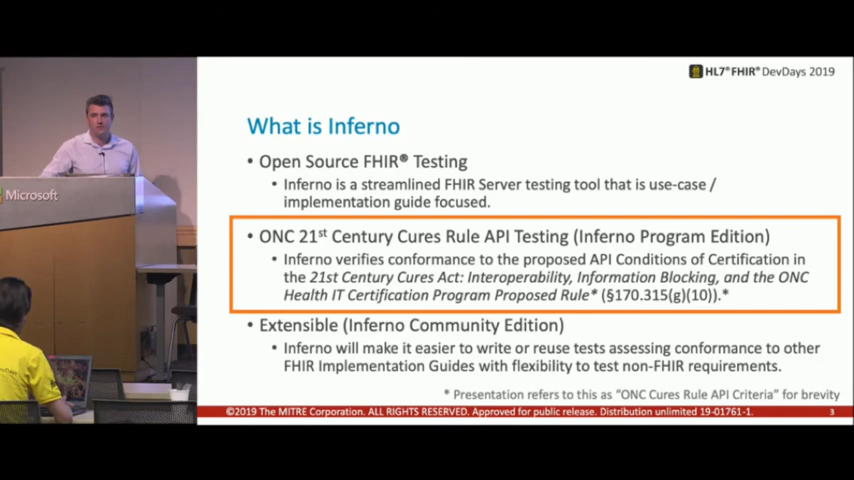 HL7® FHIR® DevDays 2019
What is Inferno
• Open Source FHIR® Testing
• Inferno is a streamlined FHIR Server testing tool that is use-case /
implementation guide focused.
Microsoft
• ONC 21st Century Cures Rule API Testing (Inferno Program Edition)
• Inferno verifies conformance to the proposed API Conditions of Certification in
the 21st Century Cures Act: Interoperability, Information Blocking, and the ONC
Health IT Certification Program Proposed Rule* (§170.315(g)(10)).*
• Extensible (Inferno Community Edition)
• Inferno will make it easier to write or reuse tests assessing conformance to other
FHIR Implementation Guides with flexibility to test non-FHIR requirements.
* Presentation refers to this as "ONC Cures Rule API Criteria" for brevity
©2019 The MITRE Corporation. ALL RIGHTS RESERVED. Approved for public release. Distribution unlimited 19-01761-1.
3